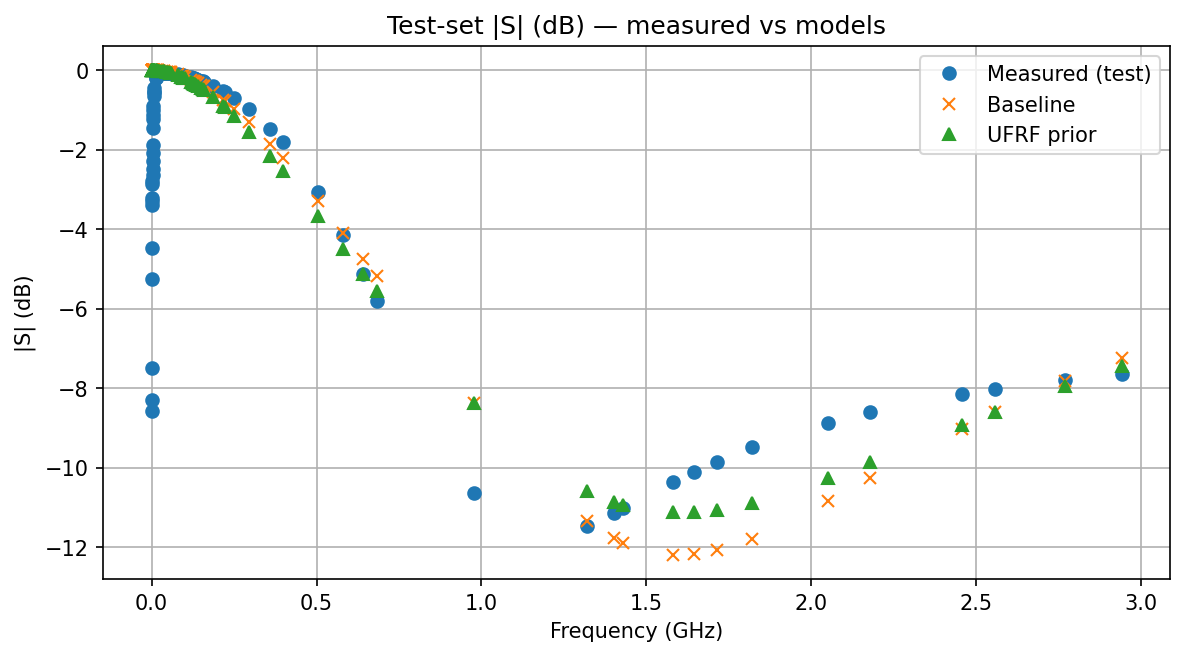 Test-set |S| (dB) — measured vs models
Measured (test)
Baseline
UFRF prior
|S| (dB)
0
−2
−4
−6
−8
−10
−12
0.0 0.5 1.0 1.5 2.0 2.5 3.0
Frequency (GHz)